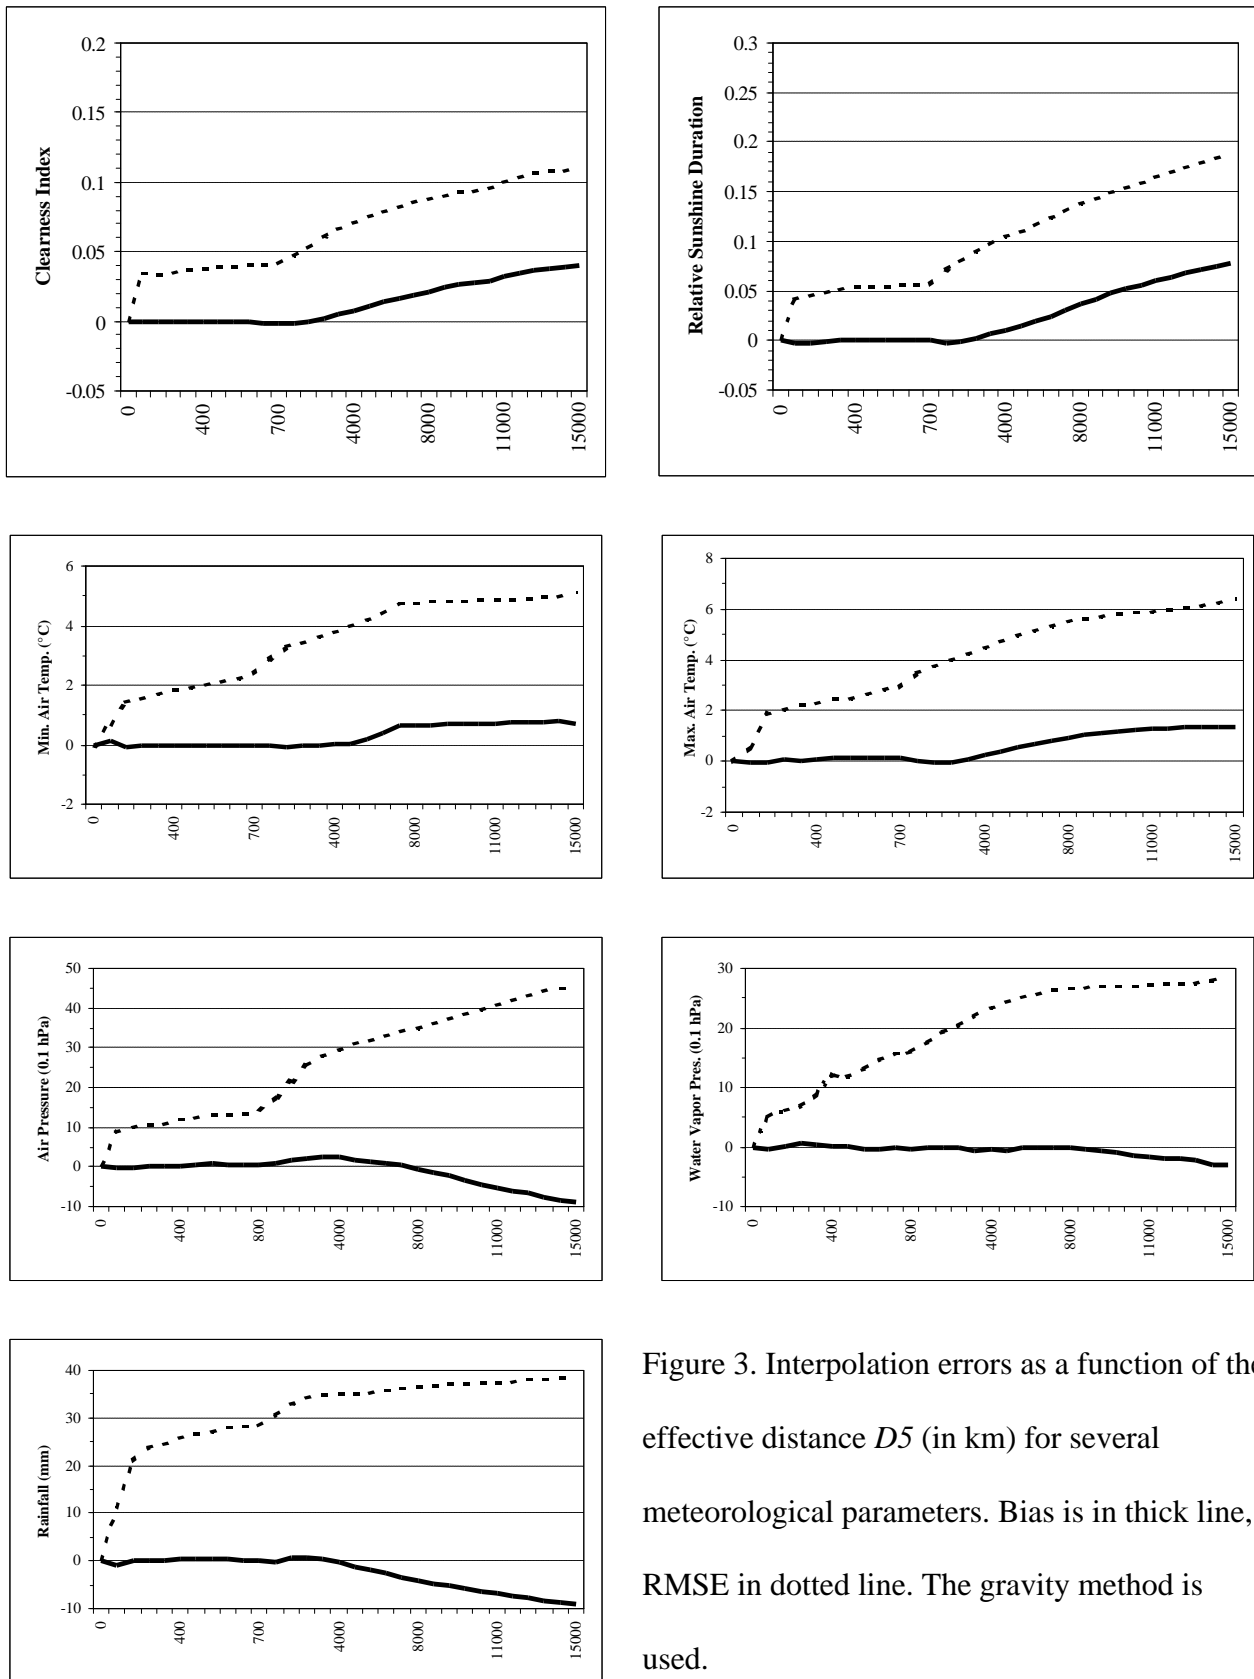 0.2
0.15
0.1
0.05
0
-0.05
Clearness Index
0 400 700 4000 8000 11000 15000
0.3
0.25
0.2
0.15
0.1
0.05
0
-0.05
Relative Sunshine Duration
0 400 700 4000 8000 11000 15000
6
4
2
0
-2
Min. Air Temp. (°C)
0 400 700 4000 8000 11000 15000
8
6
4
2
0
-2
Max. Air Temp. (°C)
0 400 700 4000 8000 11000 15000
50
40
30
20
10
0
-10
Air Pressure (0.1 hPa)
0 400 800 4000 8000 11000 15000
30
20
10
0
-10
Water Vapor Pres. (0.1 hPa)
0 400 800 4000 8000 11000 15000
40
30
20
10
0
-10
Rainfall (mm)
0 400 700 4000 8000 11000 15000
Figure 3. Interpolation errors as a function of the
effective distance D5 (in km) for several
meteorological parameters. Bias is in thick line,
RMSE in dotted line. The gravity method is
used.